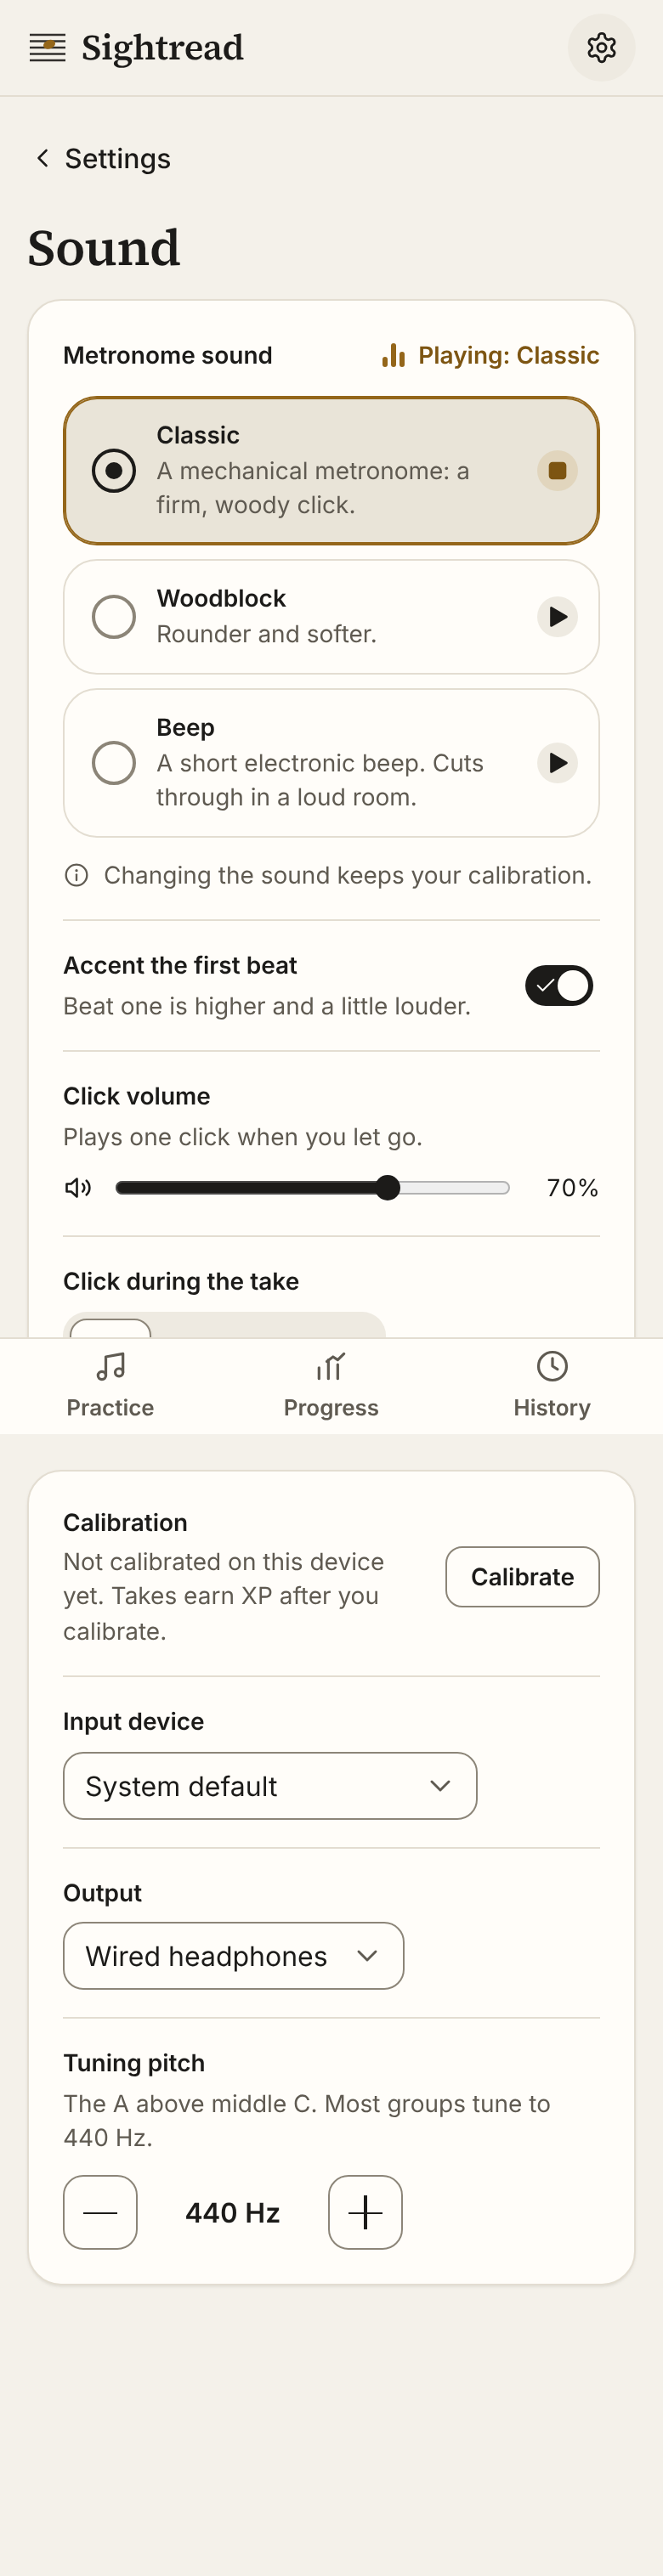 Sightread
Settings
Sound
Metronome sound
Playing: Classic
Classic
A mechanical metronome: a
firm, woody click.
Woodblock
Rounder and softer.
Beep
A short electronic beep. Cuts
through in a loud room.
Changing the sound keeps your calibration.
Accent the first beat
Beat one is higher and a little louder.
Click volume
Plays one click when you let go.
70%
Click during the take
Practice
Progress
History
Calibration
Not calibrated on this device
yet. Takes earn XP after you
calibrate.
Calibrate
Input device
System default
Output
Wired headphones
Tuning pitch
The A above middle C. Most groups tune to
440 Hz.
440 Hz